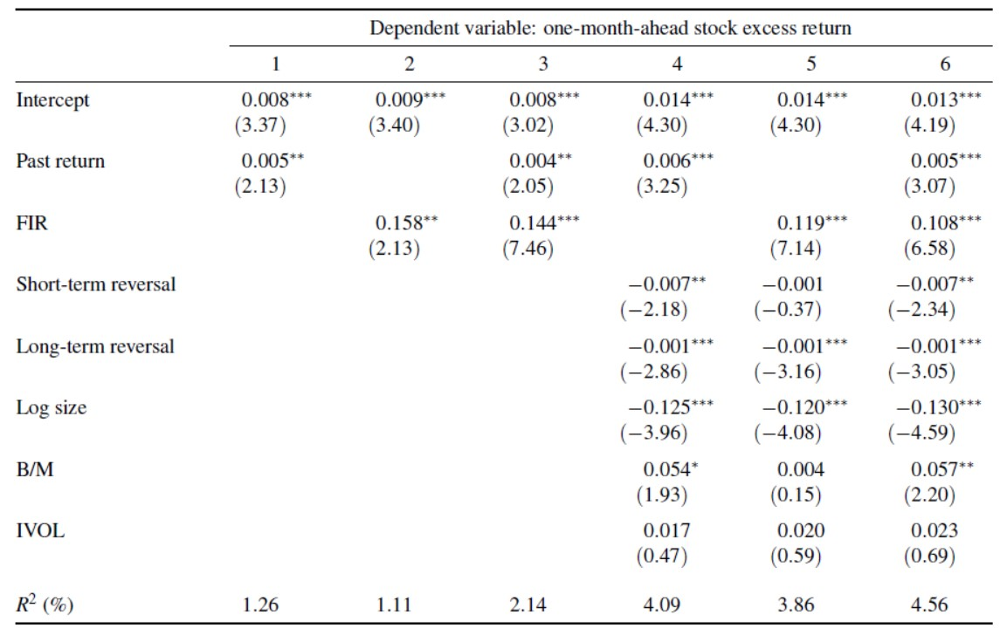 Dependent variable: one-month-ahead stock excess return
1 2 3 4 5 6
Intercept 0.008*** 0.009*** 0.008*** 0.014*** 0.014*** 0.013***
(3.37) (3.40) (3.02) (4.30) (4.30) (4.19)
Past return 0.005** 0.004** 0.006*** 0.005***
(2.13) (2.05) (3.25) (3.07)
FIR 0.158** 0.144*** 0.119*** 0.108***
(2.13) (7.46) (7.14) (6.58)
Short-term reversal −0.007** −0.001 −0.007**
(−2.18) (−0.37) (−2.34)
Long-term reversal −0.001*** −0.001*** −0.001***
(−2.86) (−3.16) (−3.05)
Log size −0.125*** −0.120*** −0.130***
(−3.96) (−4.08) (−4.59)
B/M 0.054* 0.004 0.057**
(1.93) (0.15) (2.20)
IVOL 0.017 0.020 0.023
(0.47) (0.59) (0.69)
R² (%) 1.26 1.11 2.14 4.09 3.86 4.56